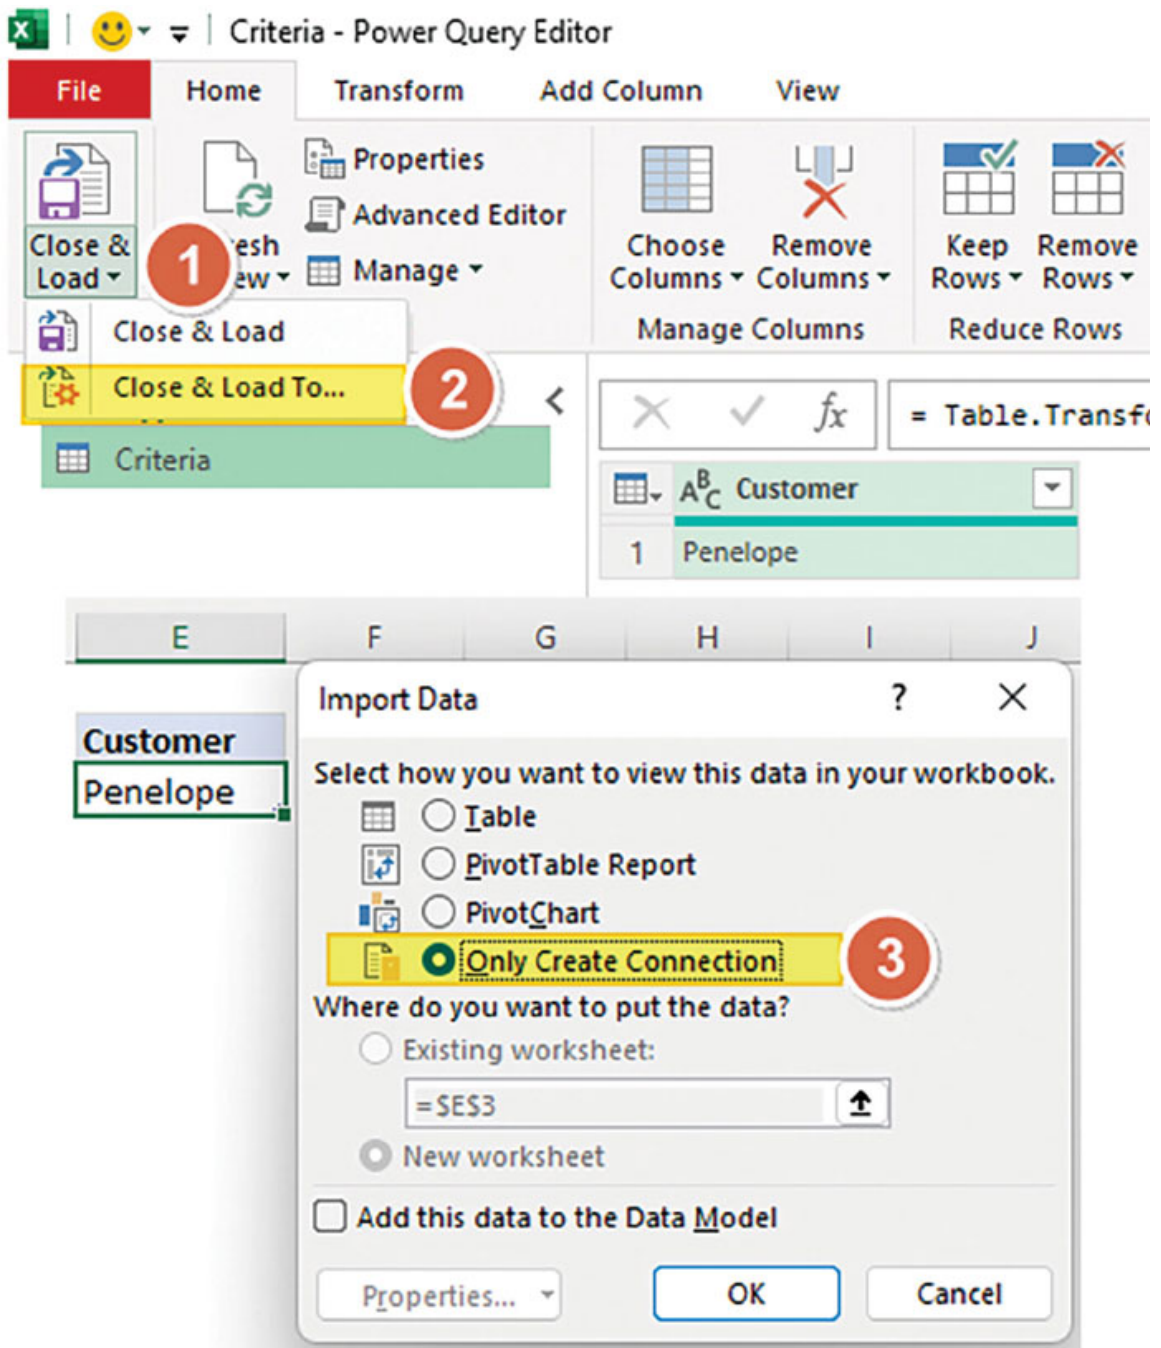 Criteria - Power Query Editor
File Home Transform Add Column View
Properties
Advanced Editor
Manage
Close & Load
Choose Columns
Remove Columns
Keep Rows
Remove Rows
1
Manage Columns
Reduce Rows
Close & Load
Close & Load To...
2
fx
= Table.Transf
Criteria
ABC Customer
1 Penelope
E F G H I J
Customer
Penelope
Import Data ? X
Select how you want to view this data in your workbook.
Table
PivotTable Report
PivotChart
Only Create Connection
3
Where do you want to put the data?
Existing worksheet:
=$E$3
New worksheet
Add this data to the Data Model
Properties...
OK
Cancel